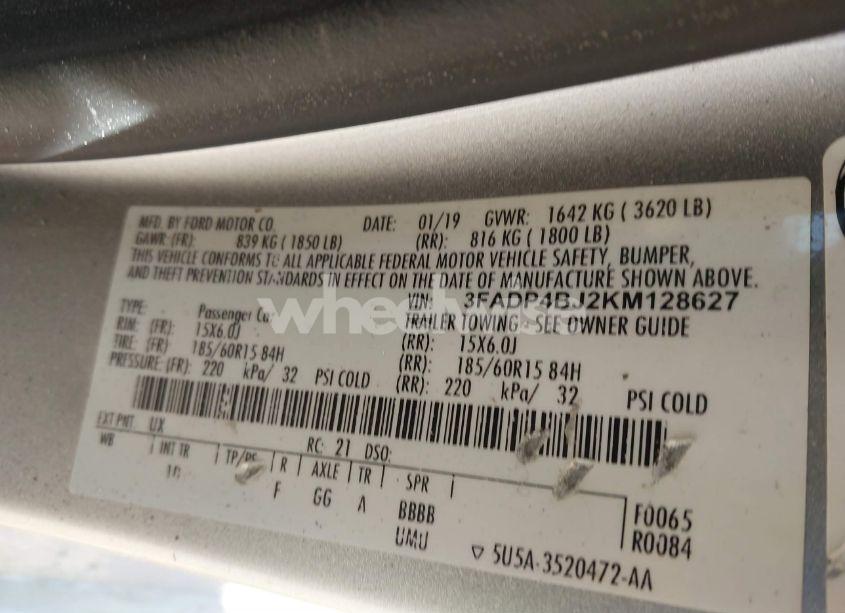 MFD. BY FORD MOTOR CO. DATE: 01/19 GVWR: 1642 KG ( 3620 LB)
GAWR (FR): 839 KG ( 1850 LB) (RR): 816 KG ( 1800 LB)
THIS VEHICLE CONFORMS TO ALL APPLICABLE FEDERAL MOTOR VEHICLE SAFETY, BUMPER,
AND THEFT PREVENTION STANDARDS IN EFFECT ON THE DATE OF MANUFACTURE SHOWN ABOVE.
VIN: 3FADP4BJ2KM128627
TYPE: Passenger Car TRAILER TOWING - SEE OWNER GUIDE
RIM: (FR): 15X6.0J (RR): 15X6.0J
TIRE: (FR): 185/60R15 84H (RR): 185/60R15 84H
PRESSURE: (FR): 220 kPa/ 32 PSI COLD (RR): 220 kPa/ 32 PSI COLD
EXT PNT: UX RC: 21 DSO:
WB INT TR TP/PS R AXLE TR SPR
F GG A BBBB
UMU
F0065
R0084
▽ 5U5A-3520472-AA